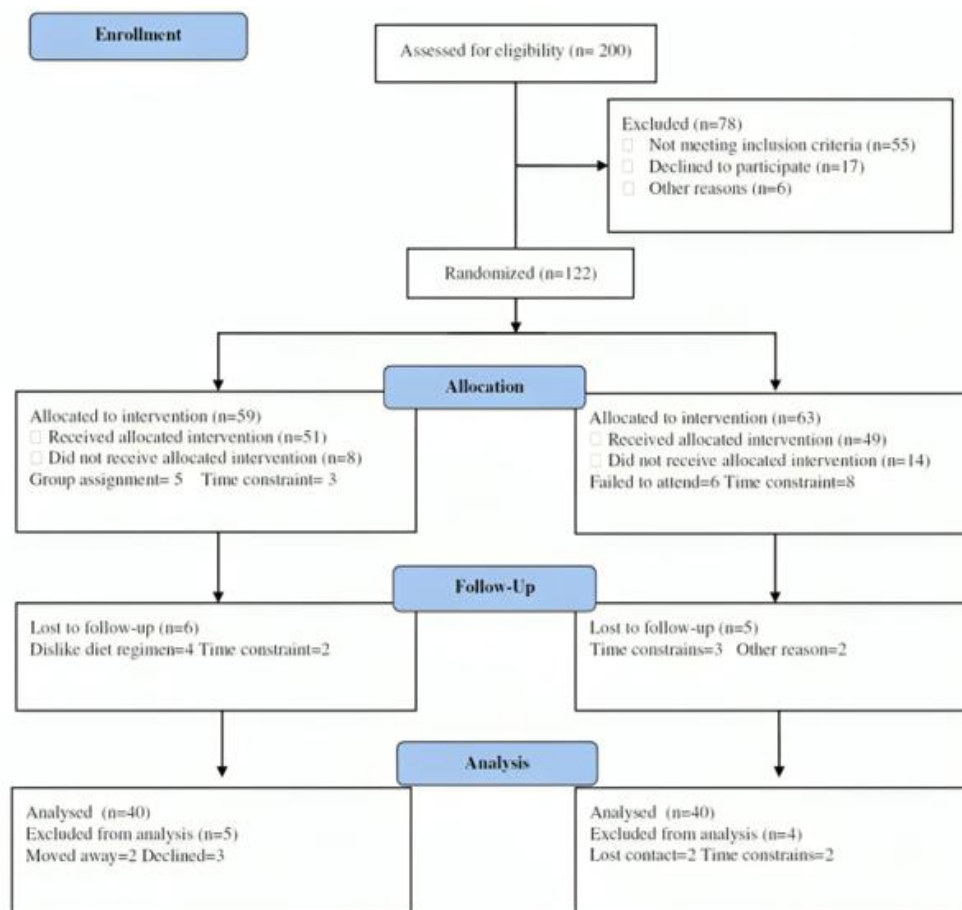 Enrollment
Assessed for eligibility (n= 200)
Excluded (n=78)
Not meeting inclusion criteria (n=55)
Declined to participate (n=17)
Other reasons (n=6)
Randomized (n=122)
Allocation
Allocated to intervention (n=59)
Received allocated intervention (n=51)
Did not receive allocated intervention (n=8)
Group assignment= 5 Time constraint= 3
Allocated to intervention (n=63)
Received allocated intervention (n=49)
Did not receive allocated intervention (n=14)
Failed to attend=6 Time constraint=8
Follow-Up
Lost to follow-up (n=6)
Dislike diet regimen=4 Time constraint=2
Lost to follow-up (n=5)
Time constrains=3 Other reason=2
Analysis
Analysed (n=40)
Excluded from analysis (n=5)
Moved away=2 Declined=3
Analysed (n=40)
Excluded from analysis (n=4)
Lost contact=2 Time constrains=2